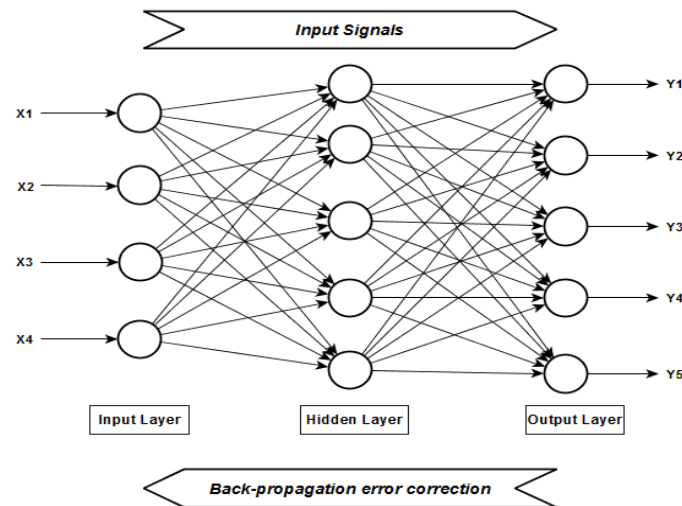 Input Signals
X1
X2
X3
X4
Y1
Y2
Y3
Y4
Y5
Input Layer
Hidden Layer
Output Layer
Back-propagation error correction